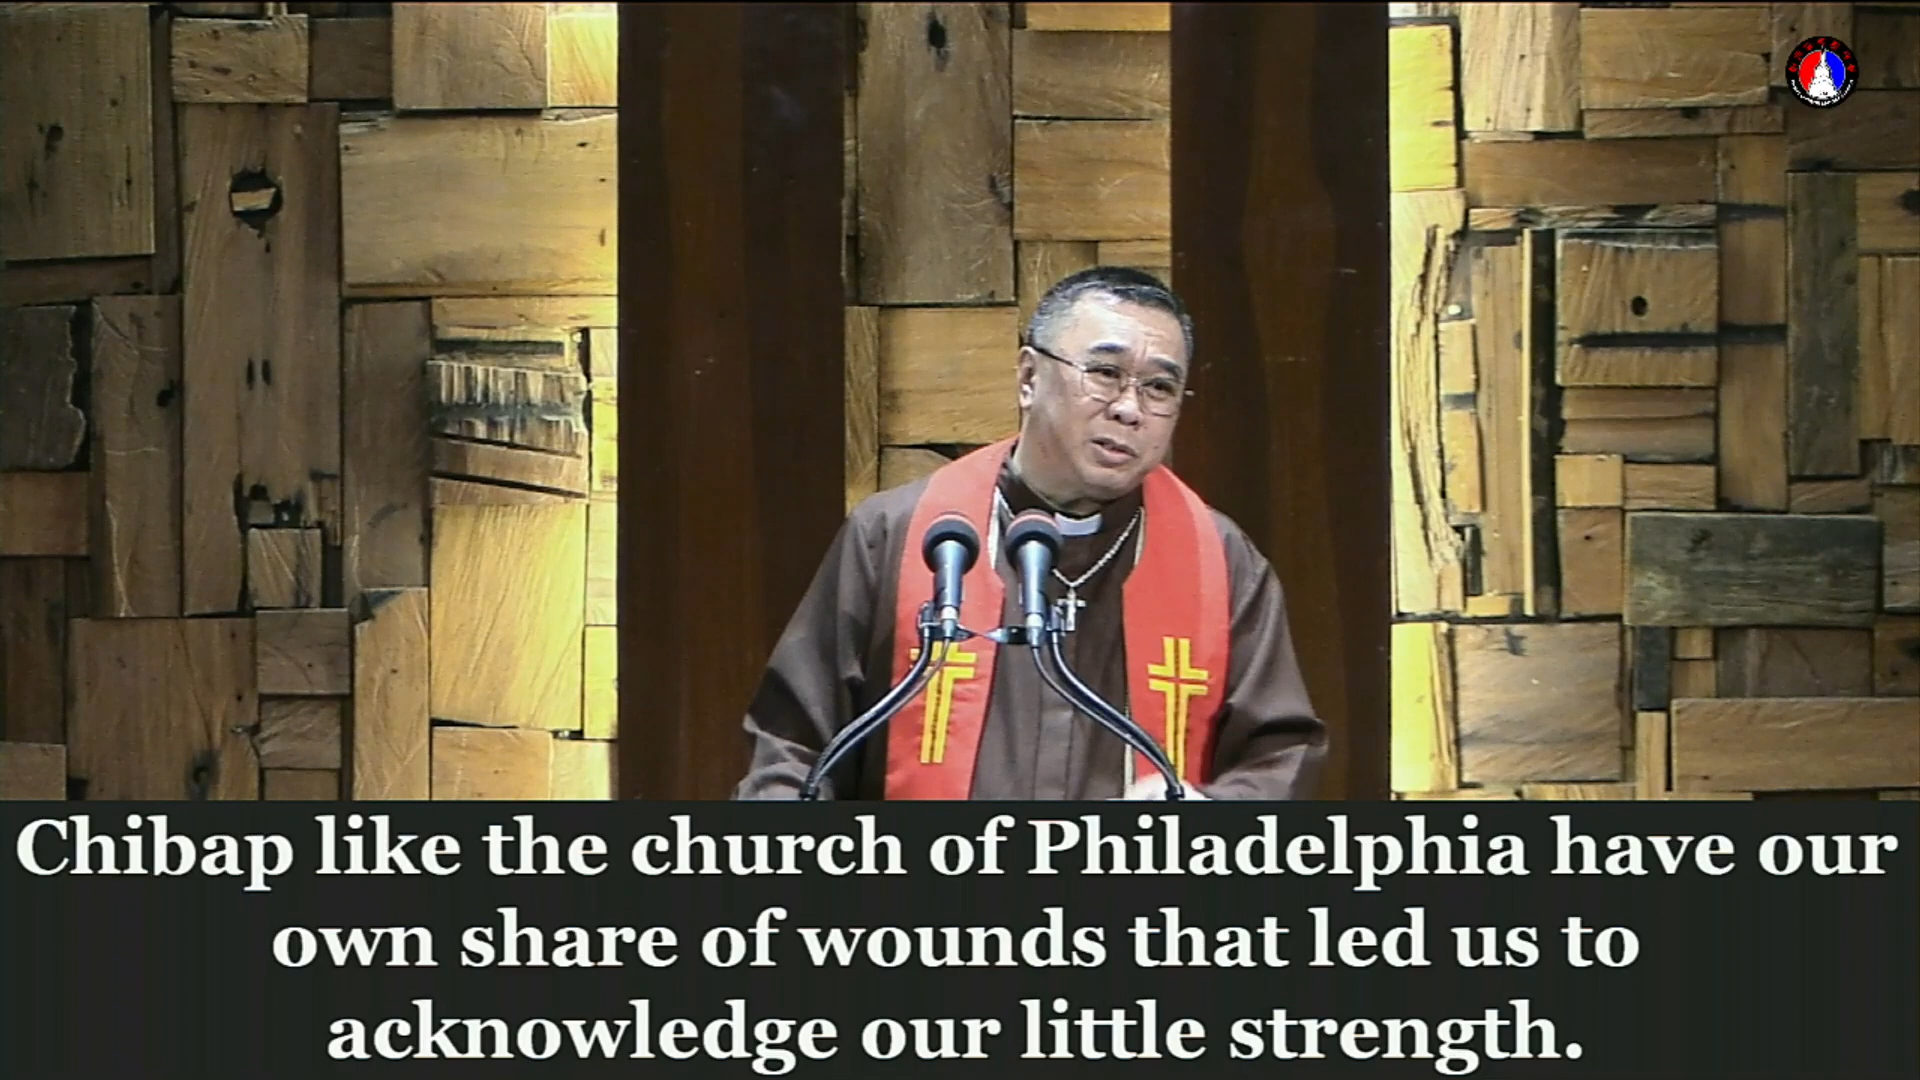 Chibap like the church of Philadelphia have our
own share of wounds that led us to
acknowledge our little strength.